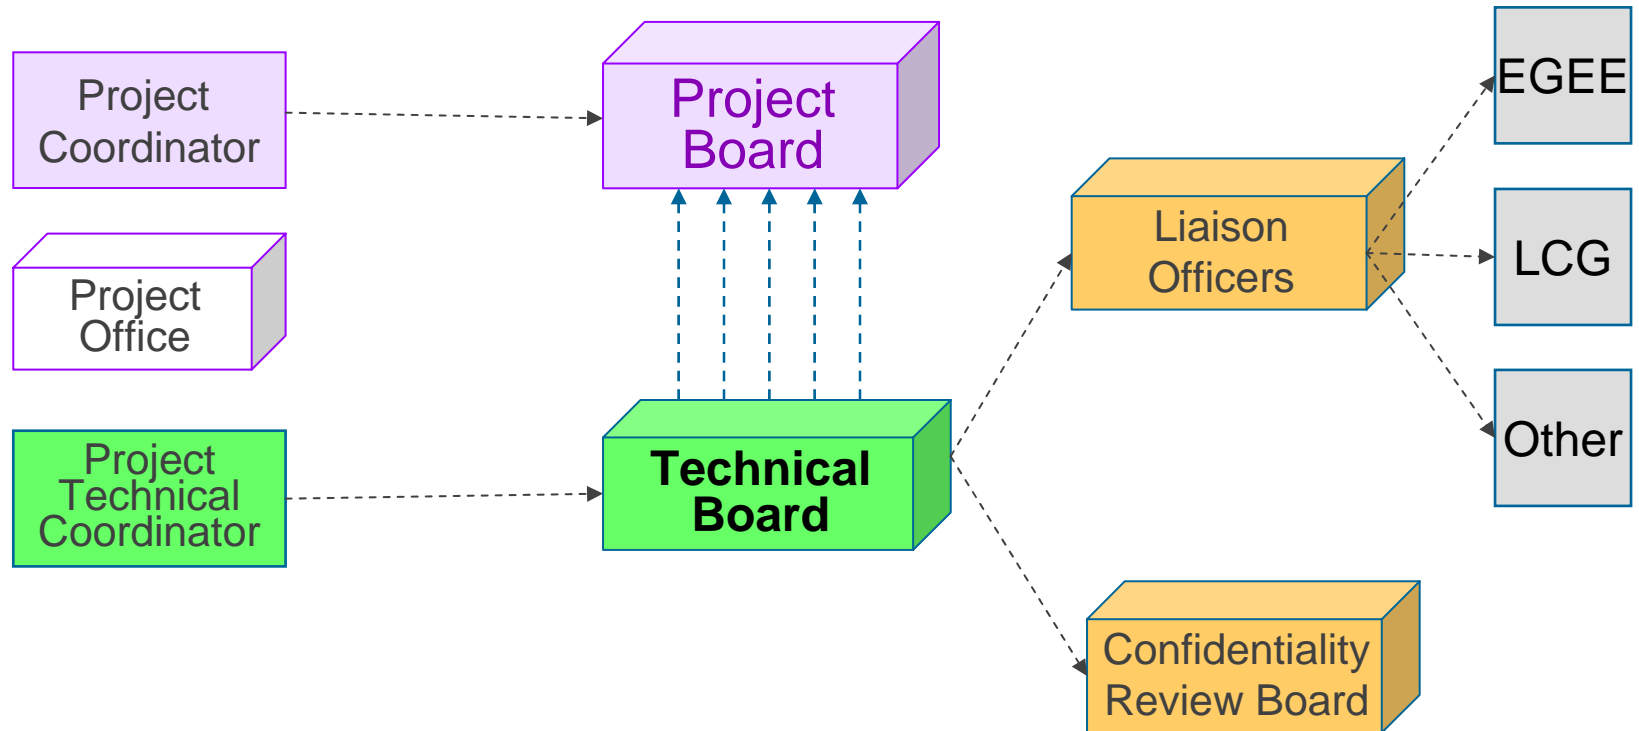 Project
Coordinator
Project
Board
EGEE
Liaison
Officers
LCG
Project
Office
Other
Project
Technical
Coordinator
Technical
Board
Confidentiality
Review Board